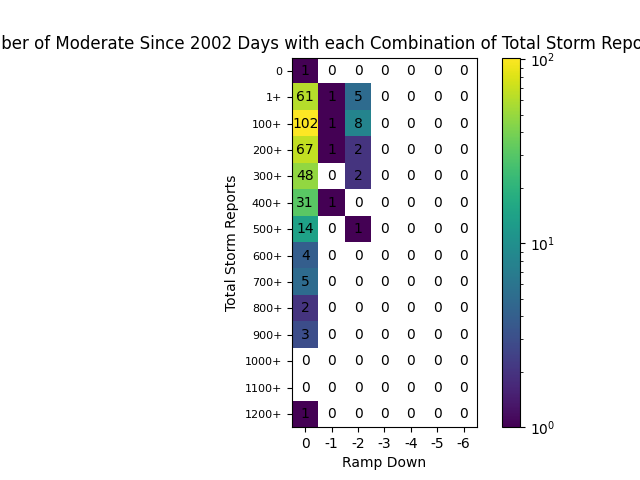 ber of Moderate Since 2002 Days with each Combination of Total Storm Repo
0 1 0 0 0 0 0 0
1+ 61 1 5 0 0 0 0
100+ 102 1 8 0 0 0 0
200+ 67 1 2 0 0 0 0
300+ 48 0 2 0 0 0 0
400+ 31 1 0 0 0 0 0
500+ 14 0 1 0 0 0 0
600+ 4 0 0 0 0 0 0
700+ 5 0 0 0 0 0 0
800+ 2 0 0 0 0 0 0
900+ 3 0 0 0 0 0 0
1000+ 0 0 0 0 0 0 0
1100+ 0 0 0 0 0 0 0
1200+ 1 0 0 0 0 0 0
0 -1 -2 -3 -4 -5 -6
Ramp Down
Total Storm Reports
10²
10¹
10⁰